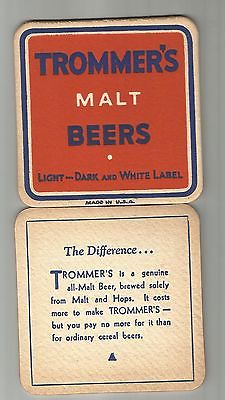 TROMMER'S
MALT
BEERS
LIGHT--DARK AND WHITE LABEL
MADE IN U.S.A.
The Difference...
TROMMER'S is a genuine
all-Malt Beer, brewed solely
from Malt and Hops. It costs
more to make TROMMER'S—
but you pay no more for it than
for ordinary cereal beers.